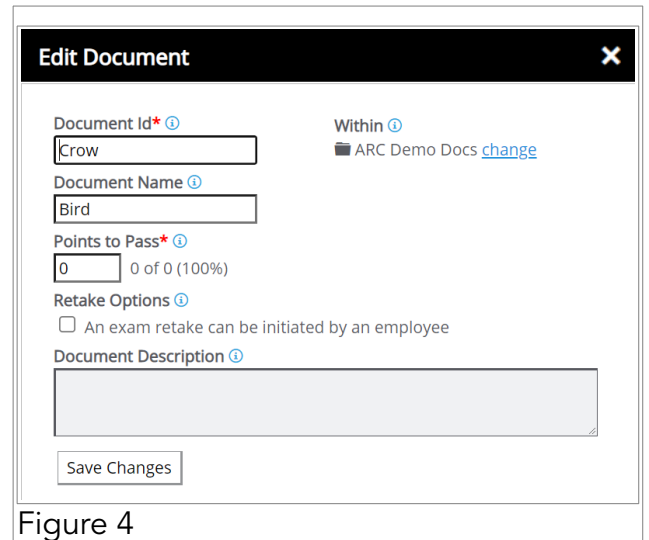 Edit Document
Document Id*
Within
Crow
ARC Demo Docs change
Document Name
Bird
Points to Pass*
0 0 of 0 (100%)
Retake Options
An exam retake can be initiated by an employee
Document Description
Save Changes
Figure 4